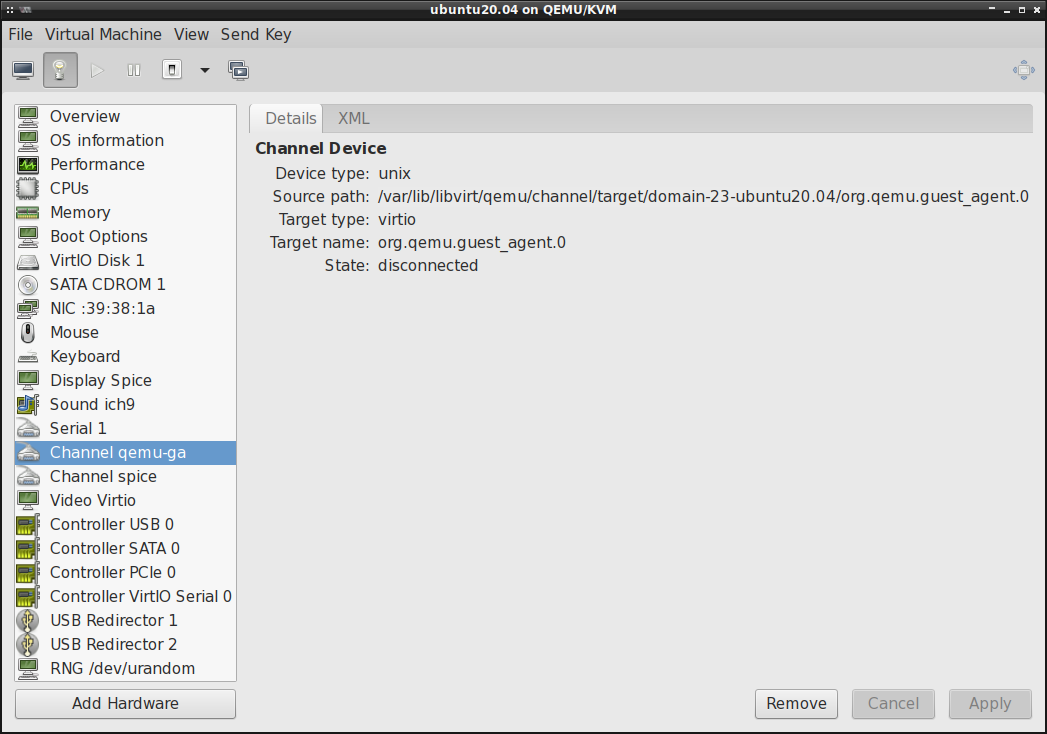 ubuntu20.04 on QEMU/KVM
File Virtual Machine View Send Key
Overview
OS information
Performance
CPUs
Memory
Boot Options
VirtIO Disk 1
SATA CDROM 1
NIC :39:38:1a
Mouse
Keyboard
Display Spice
Sound ich9
Serial 1
Channel qemu-ga
Channel spice
Video Virtio
Controller USB 0
Controller SATA 0
Controller PCIe 0
Controller VirtIO Serial 0
USB Redirector 1
USB Redirector 2
RNG /dev/urandom
Add Hardware
Details XML
Channel Device
Device type: unix
Source path: /var/lib/libvirt/qemu/channel/target/domain-23-ubuntu20.04/org.qemu.guest_agent.0
Target type: virtio
Target name: org.qemu.guest_agent.0
State: disconnected
Remove Cancel Apply